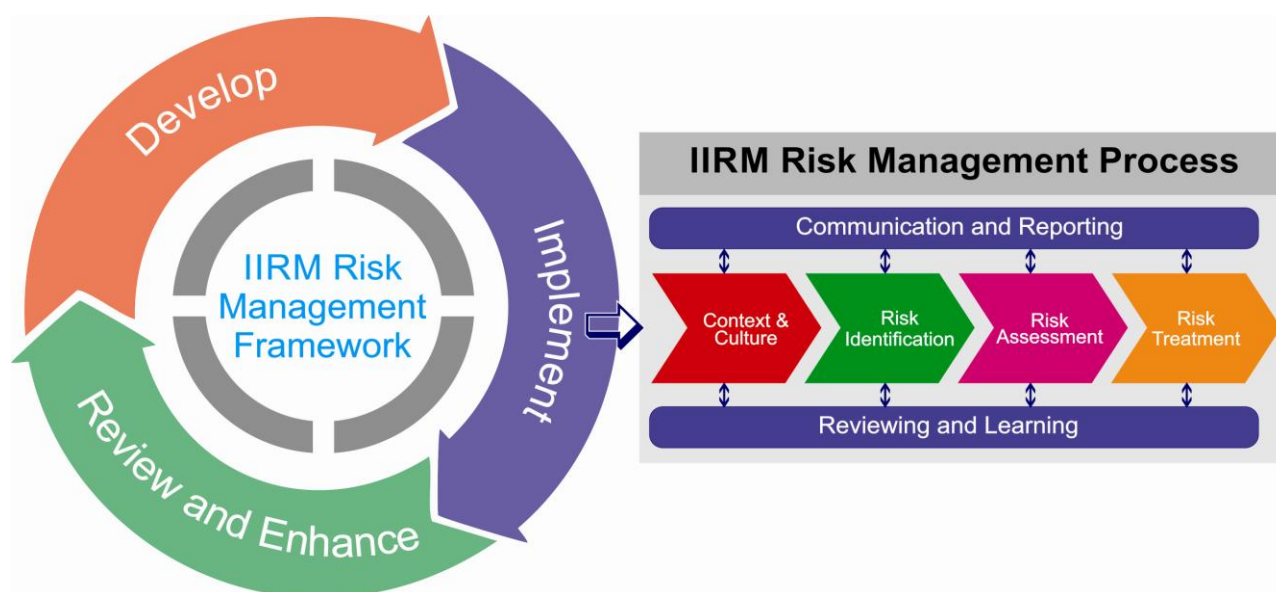 Develop
Implement
Review and Enhance
IIRM Risk
Management
Framework
IIRM Risk Management Process
Communication and Reporting
Context &
Culture
Risk
Identification
Risk
Assessment
Risk
Treatment
Reviewing and Learning